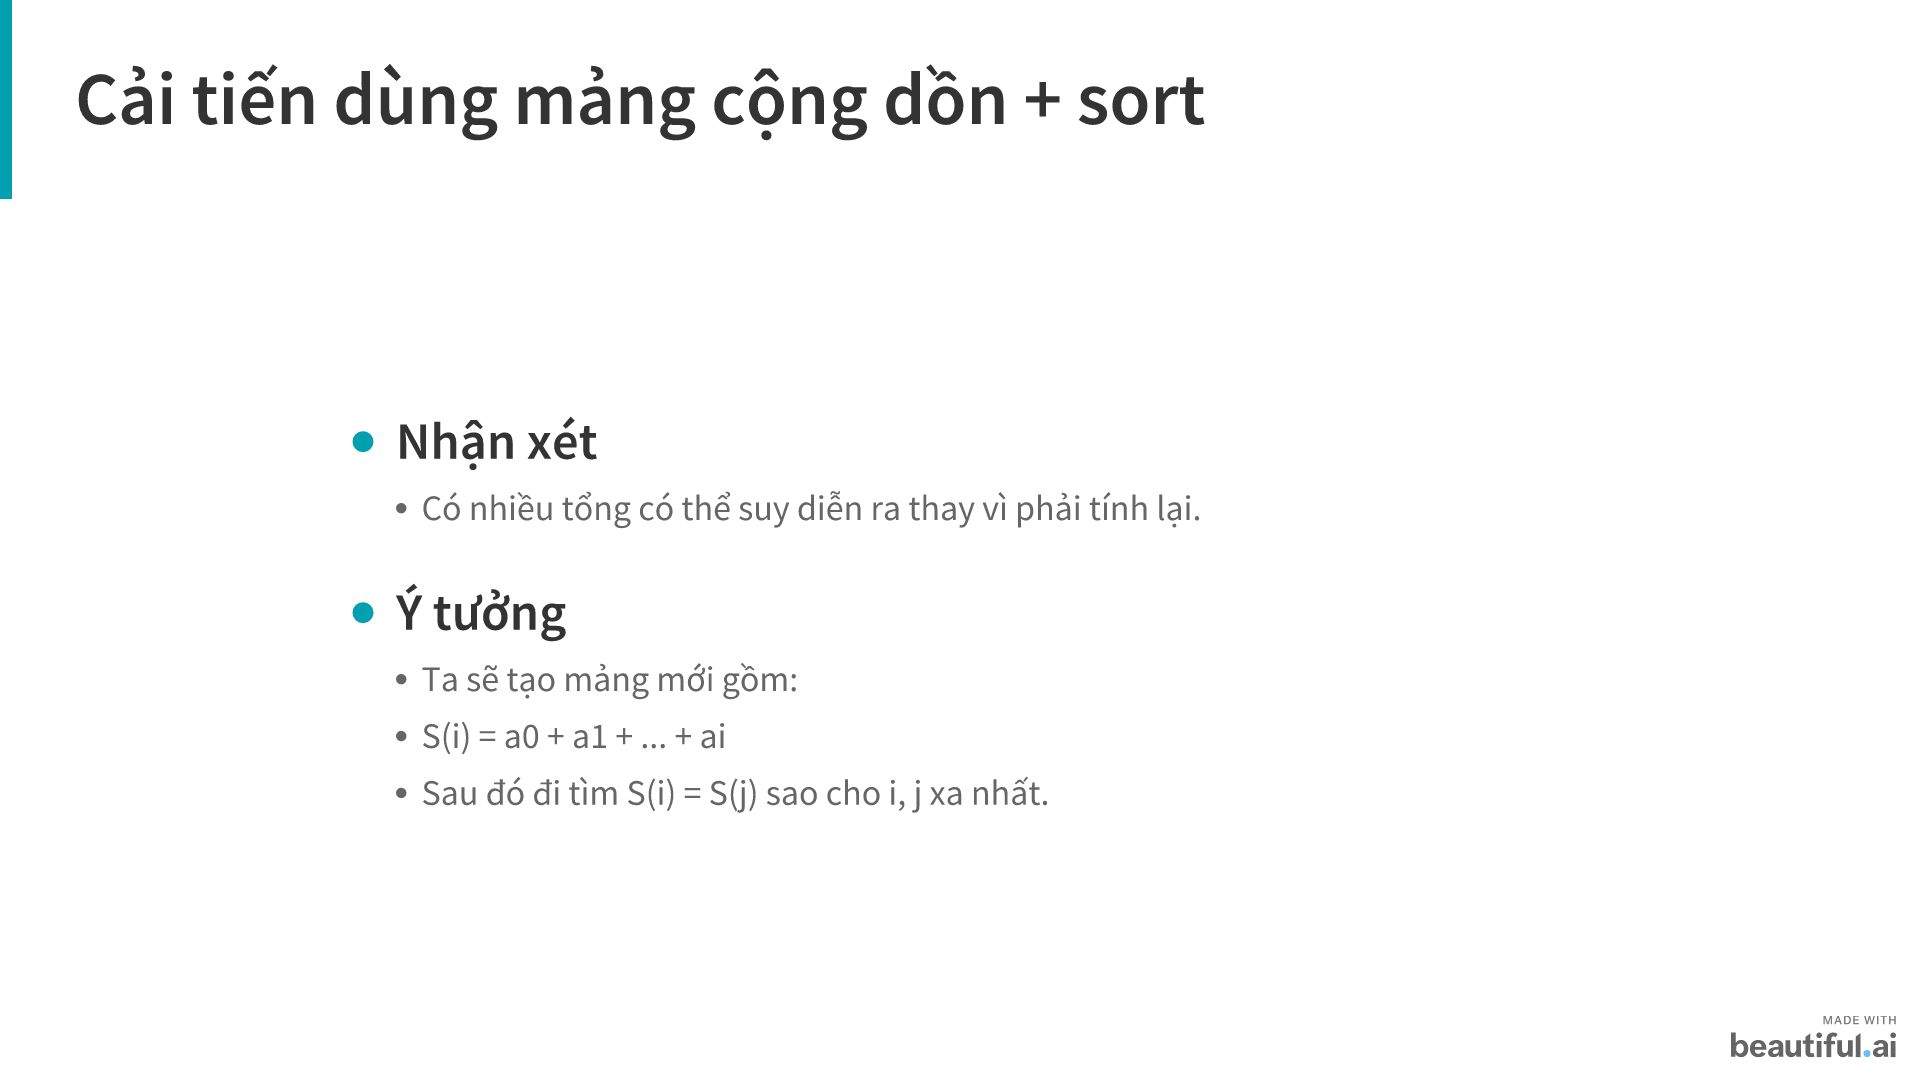 Cải tiến dùng mảng cộng dồn + sort
Nhận xét
• Có nhiều tổng có thể suy diễn ra thay vì phải tính lại.
Ý tưởng
• Ta sẽ tạo mảng mới gồm:
• S(i) = a0 + a1 + ... + ai
• Sau đó đi tìm S(i) = S(j) sao cho i, j xa nhất.
MADE WITH
beautiful.ai